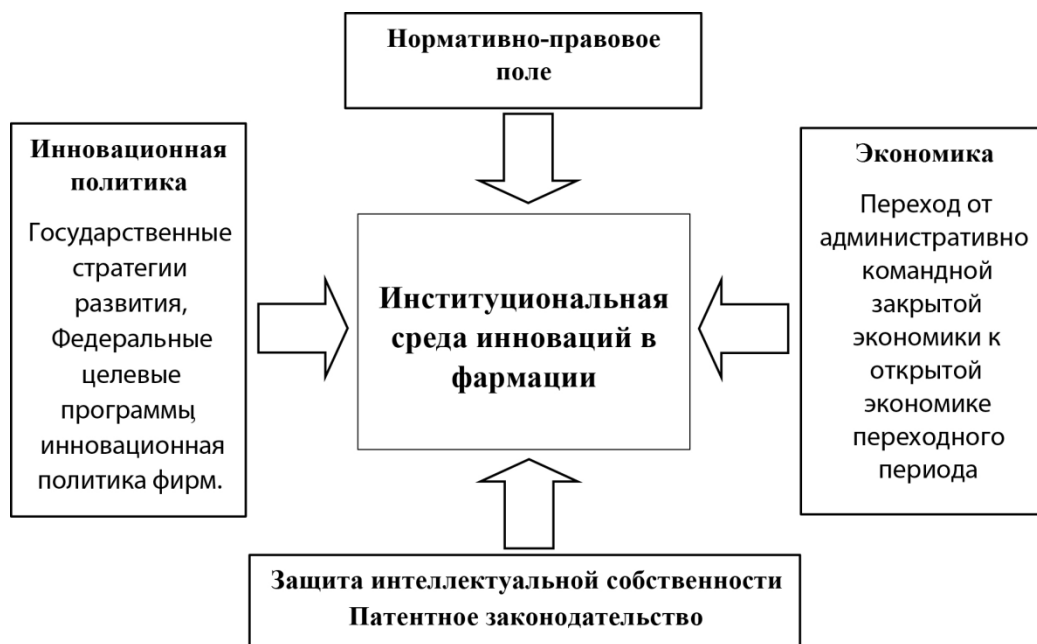 Нормативно-правовое
поле
Инновационная
политика
Государственные
стратегии
развития,
Федеральные
целевые
программы,
инновационная
политика фирм.
Институциональная
среда инноваций в
фармации
Экономика
Переход от
административно
командной
закрытой
экономики к
открытой
экономике
переходного
периода
Защита интеллектуальной собственности
Патентное законодательство